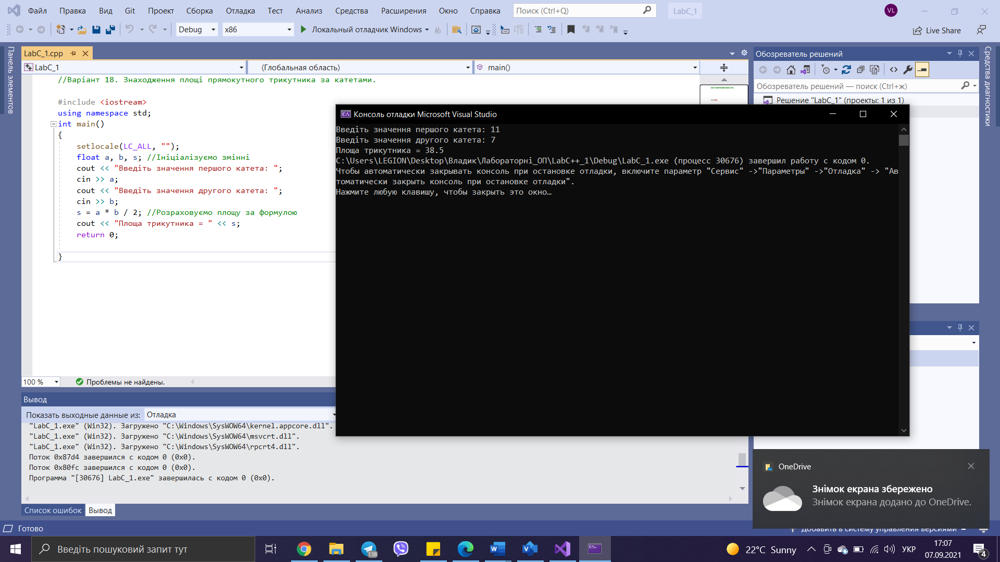 Файл Правка Вид Git Проект Сборка Отладка Тест Анализ Средства Расширения Окно Справка Поиск (Ctrl+Q) LabC_1 VL
Debug x86 Локальный отладчик Windows Live Share
Панель элементов
LabC_1.cpp
LabC_1 (Глобальная область) main()
//Варіант 18. Знаходження площі прямокутного трикутника за катетами.
#include <iostream>
using namespace std;
int main()
{
setlocale(LC_ALL, "");
float a, b, s; //Ініціалізуємо змінні
cout << "Введіть значення першого катета: ";
cin >> a;
cout << "Введіть значення другого катета: ";
cin >> b;
s = a * b / 2; //Розраховуємо площу за формулою
cout << "Площа трикутника = " << s;
return 0;
}
100 % Проблемы не найдены.
Консоль отладки Microsoft Visual Studio
Введіть значення першого катета: 11
Введіть значення другого катета: 7
Площа трикутника = 38.5
C:\Users\LEGION\Desktop\Владик\Лабораторні_ОП\LabC++_1\Debug\LabC_1.exe (процесс 30676) завершил работу с кодом 0.
Чтобы автоматически закрывать консоль при остановке отладки, включите параметр "Сервис" ->"Параметры" ->"Отладка" -> "Ав
томатически закрыть консоль при остановке отладки".
Нажмите любую клавишу, чтобы закрыть это окно…
Обозреватель решений
Обозреватель решений — поиск (Ctrl+ж)
Решение "LabC_1" (проекты: 1 из 1)
Средства диагностики
Вывод
Показать выходные данные из: Отладка
"LabC_1.exe" (Win32). Загружено "C:\Windows\SysWOW64\kernel.appcore.dll".
"LabC_1.exe" (Win32). Загружено "C:\Windows\SysWOW64\msvcrt.dll".
"LabC_1.exe" (Win32). Загружено "C:\Windows\SysWOW64\rpcrt4.dll".
Поток 0x87d4 завершился с кодом 0 (0x0).
Поток 0x80fc завершился с кодом 0 (0x0).
Программа "[30676] LabC_1.exe" завершилась с кодом 0 (0x0).
Список ошибок Вывод
OneDrive
Знімок екрана збережено
Знімок екрана додано до OneDrive.
Готово Добавить в систему управления версиями
Введіть пошуковий запит тут 138 22°C Sunny УКР 17:07
07.09.2021 4